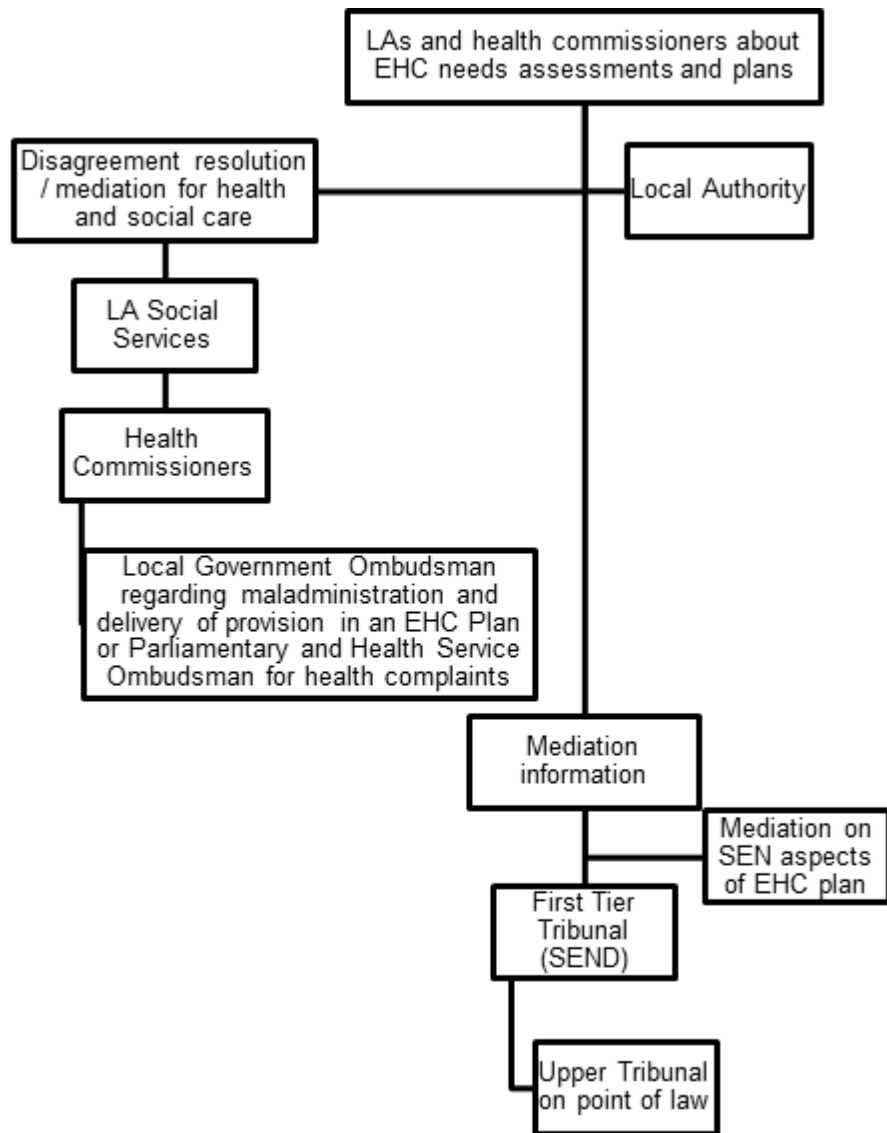 LAs and health commissioners about
EHC needs assessments and plans
Disagreement resolution
/ mediation for health
and social care
Local Authority
LA Social
Services
Health
Commissioners
Local Government Ombudsman
regarding maladministration and
delivery of provision in an EHC Plan
or Parliamentary and Health Service
Ombudsman for health complaints
Mediation
information
Mediation on
SEN aspects
of EHC plan
First Tier
Tribunal
(SEND)
Upper Tribunal
on point of law